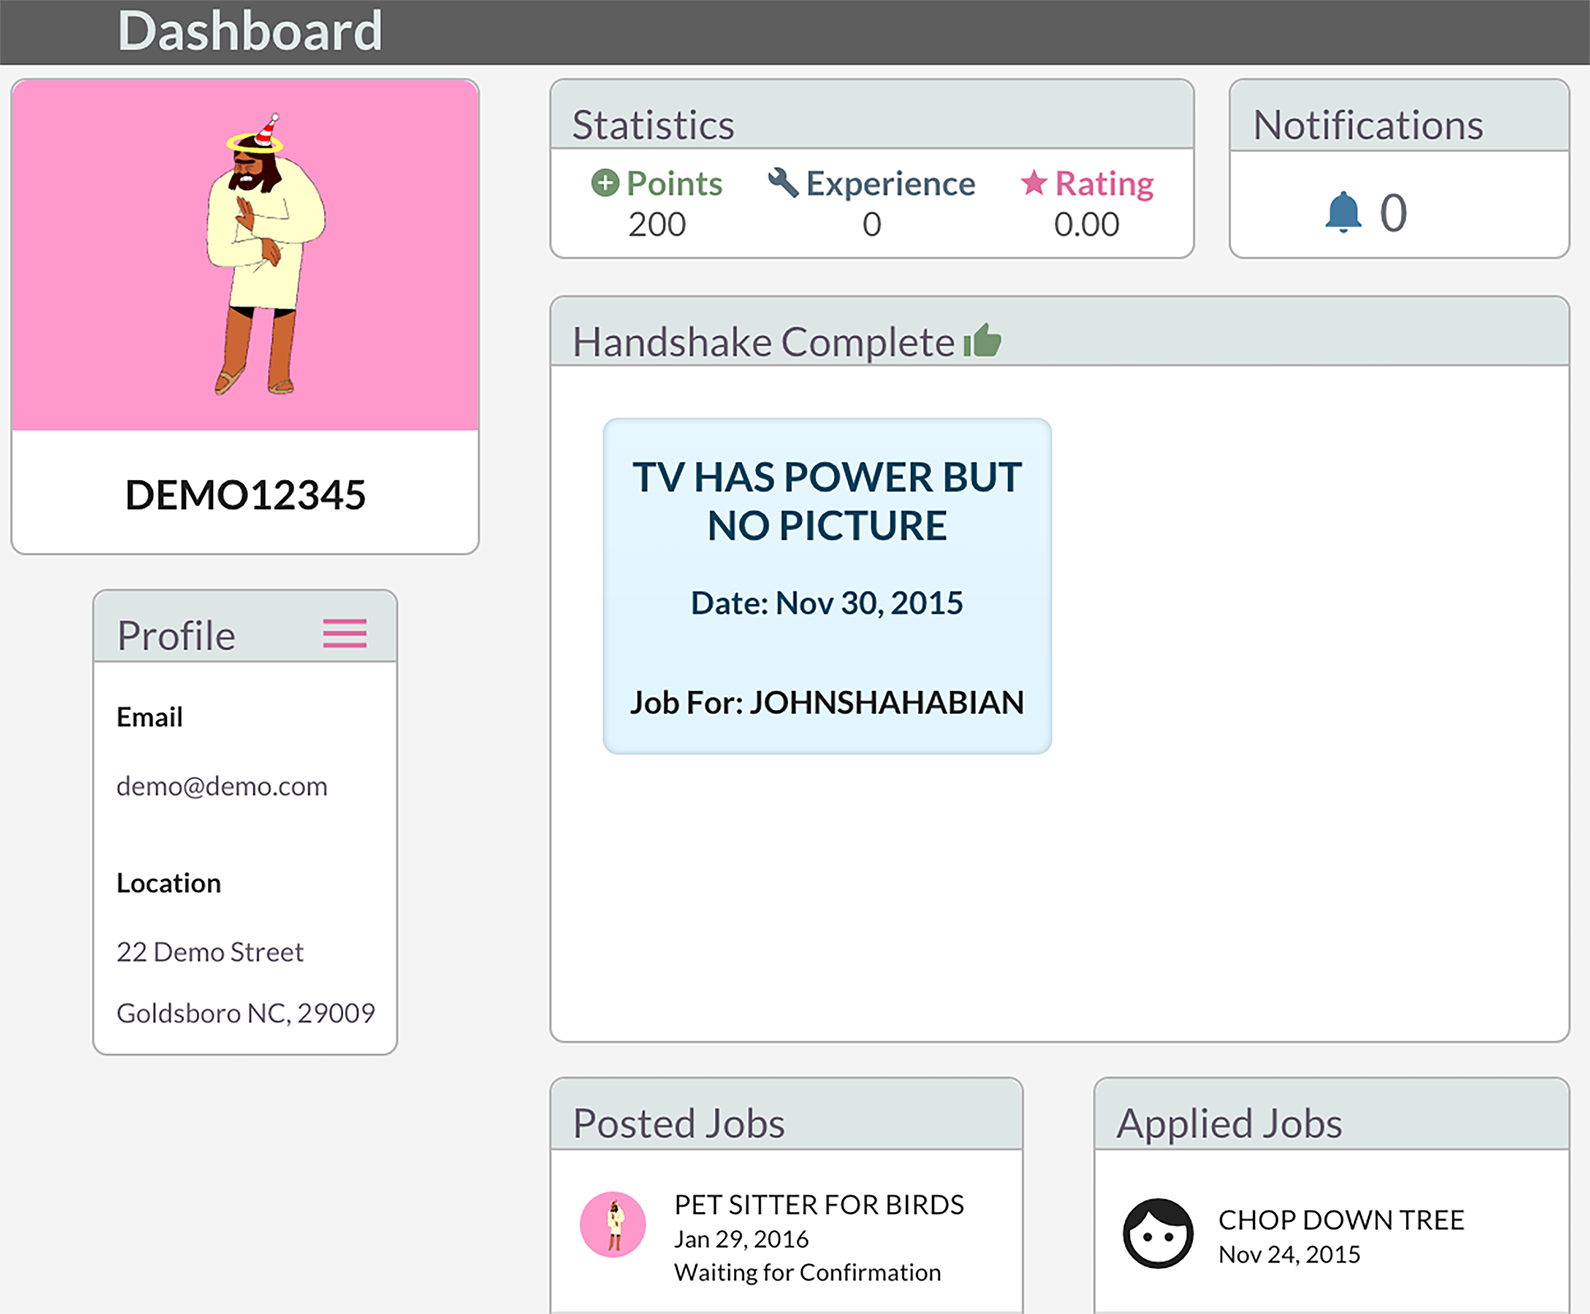 Dashboard
DEMO12345
Profile
Email
demo@demo.com
Location
22 Demo Street
Goldsboro NC, 29009
Statistics
Points
200
Experience
0
Rating
0.00
Notifications
0
Handshake Complete
TV HAS POWER BUT
NO PICTURE
Date: Nov 30, 2015
Job For: JOHNSHAHABIAN
Posted Jobs
PET SITTER FOR BIRDS
Jan 29, 2016
Waiting for Confirmation
Applied Jobs
CHOP DOWN TREE
Nov 24, 2015